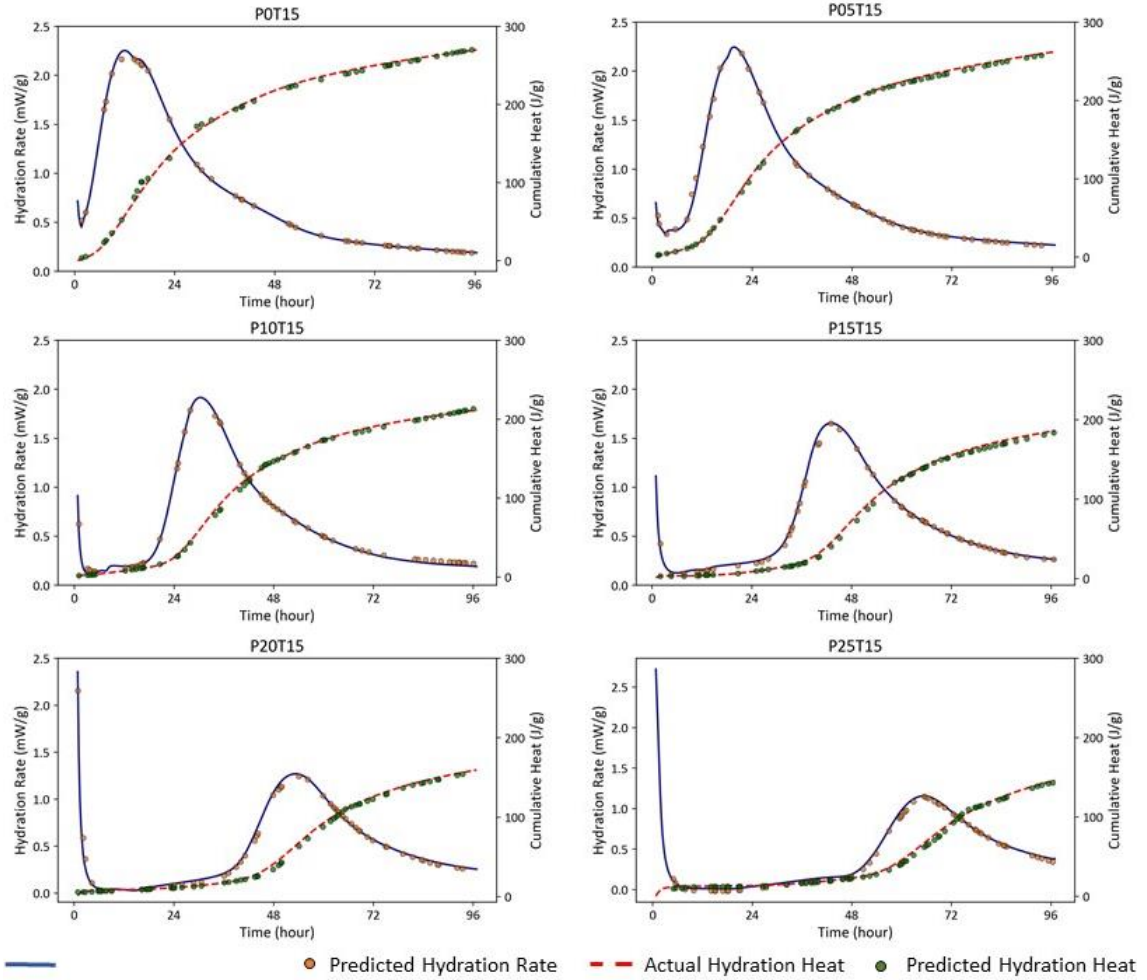 P0T15
P05T15
2.5
2.0
1.5
1.0
0.5
0.0
Hydration Rate (mW/g)
300
200
100
0
Cumulative Heat (J/g)
0 24 48 72 96
Time (hour)
2.5
2.0
1.5
1.0
0.5
0.0
Hydration Rate (mW/g)
300
200
100
0
Cumulative Heat (J/g)
0 24 48 72 96
Time (hour)
P10T15
P15T15
2.5
2.0
1.5
1.0
0.5
0.0
Hydration Rate (mW/g)
300
200
100
0
Cumulative Heat (J/g)
0 24 48 72 96
Time (hour)
2.5
2.0
1.5
1.0
0.5
0.0
Hydration Rate (mW/g)
300
200
100
0
Cumulative Heat (J/g)
0 24 48 72 96
Time (hour)
P20T15
P25T15
2.5
2.0
1.5
1.0
0.5
0.0
Hydration Rate (mW/g)
300
200
100
0
Cumulative Heat (J/g)
0 24 48 72 96
Time (hour)
2.5
2.0
1.5
1.0
0.5
0.0
Hydration Rate (mW/g)
300
200
100
0
Cumulative Heat (J/g)
0 24 48 72 96
Time (hour)
Predicted Hydration Rate Actual Hydration Heat Predicted Hydration Heat